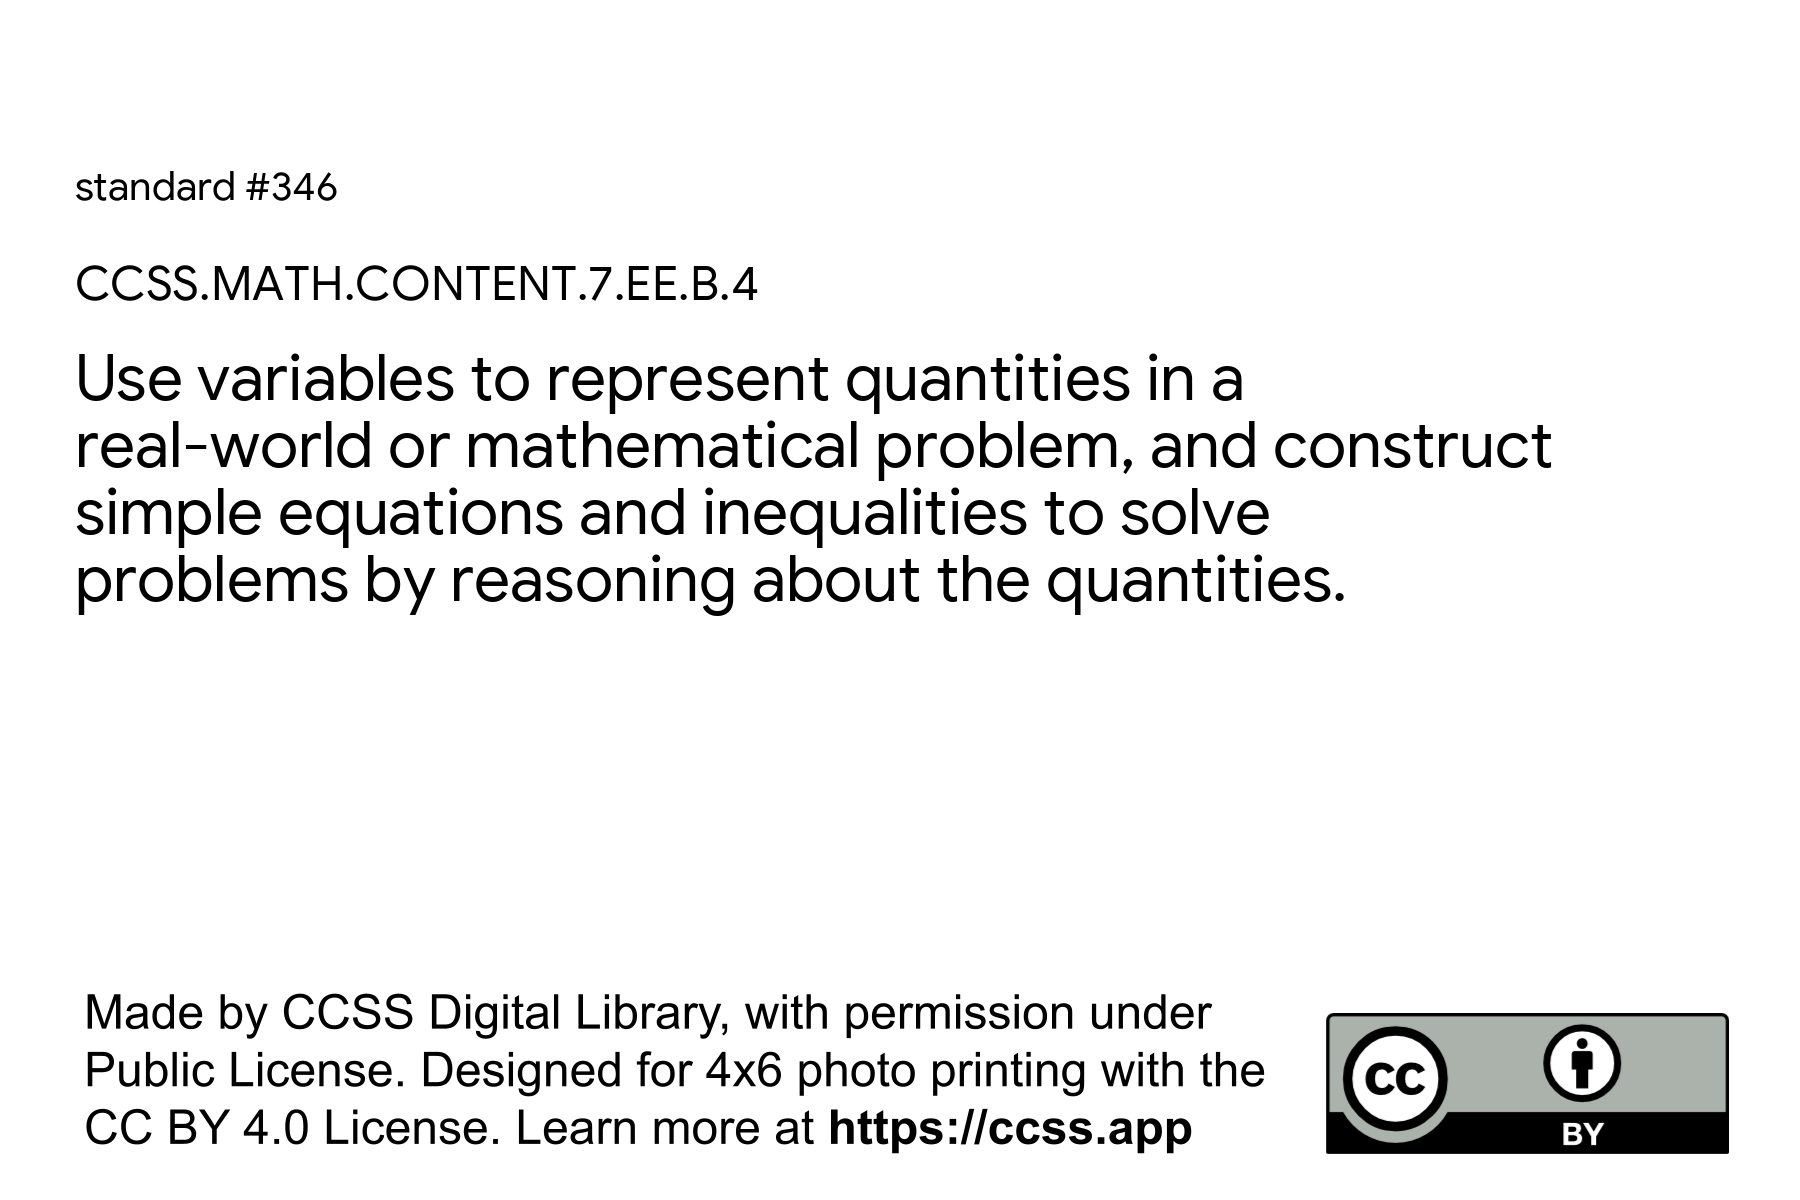 standard #346
CCSS.MATH.CONTENT.7.EE.B.4
Use variables to represent quantities in a
real-world or mathematical problem, and construct
simple equations and inequalities to solve
problems by reasoning about the quantities.
Made by CCSS Digital Library, with permission under
Public License. Designed for 4x6 photo printing with the
CC BY 4.0 License. Learn more at https://ccss.app
CC
BY